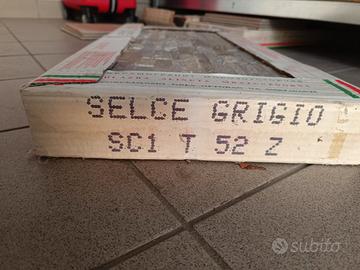 SELCE GRIGIO
SC1 T 52 Z
subito